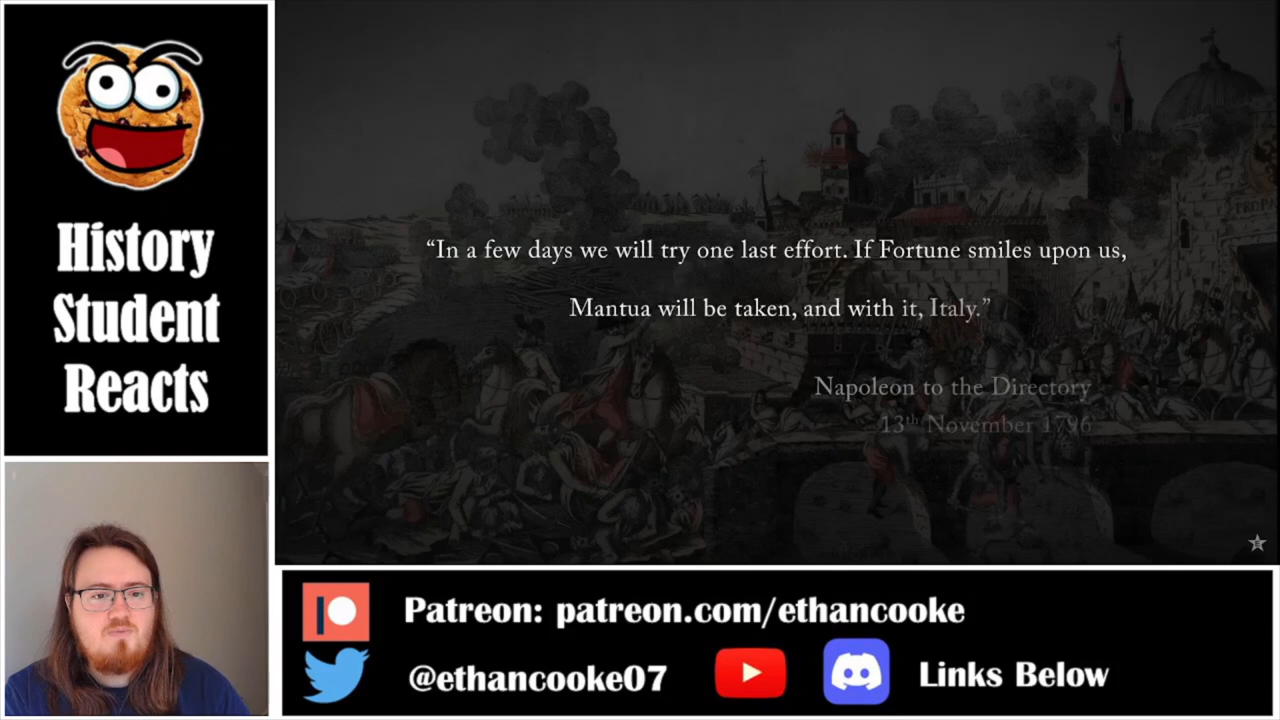 History
Student
Reacts
“In a few days we will try one last effort. If Fortune smiles upon us,
Mantua will be taken, and with it, Italy.”
Napoleon to the Directory
13th November 1796
Patreon: patreon.com/ethancooke
@ethancooke07
Links Below